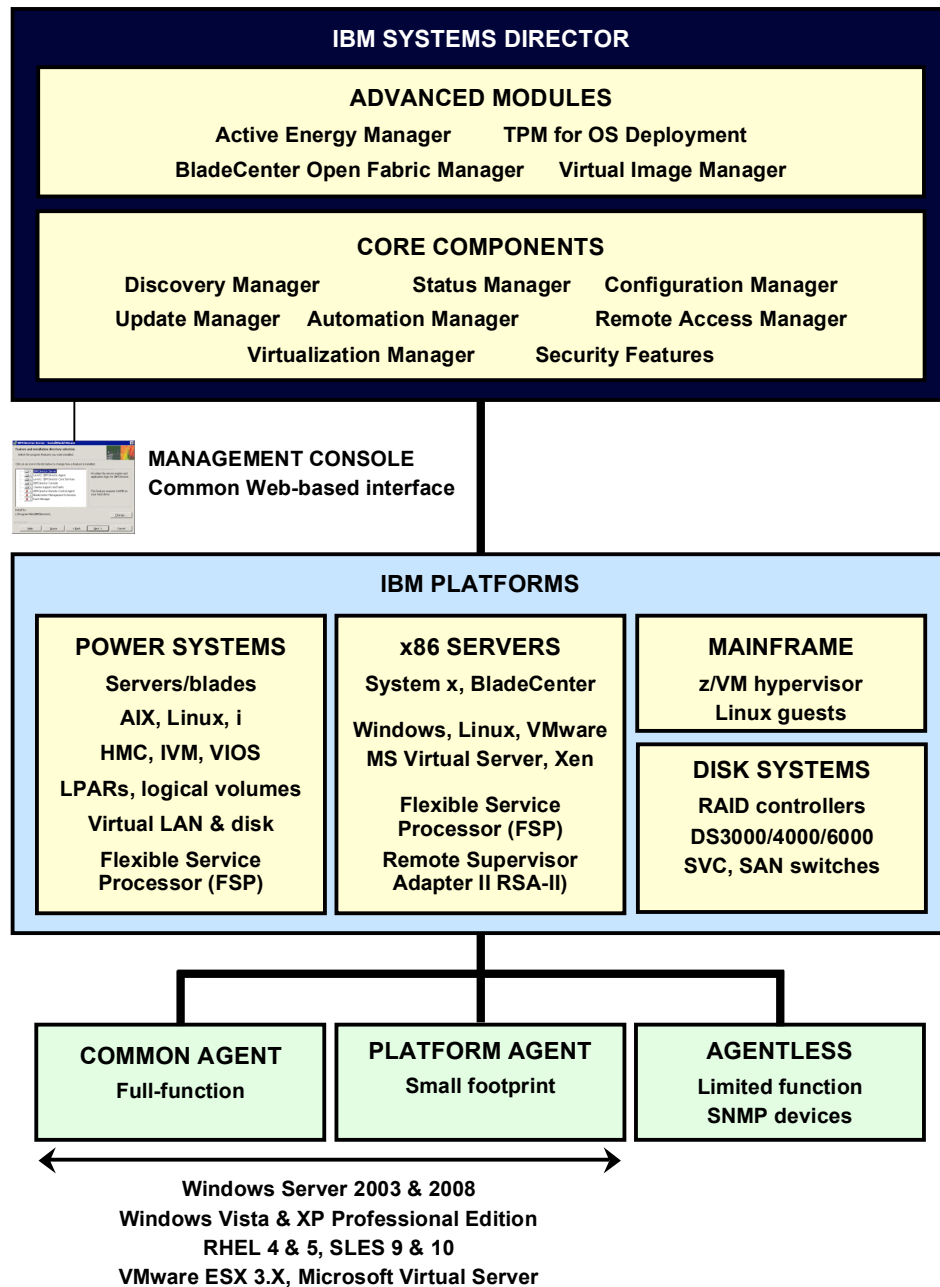 IBM SYSTEMS DIRECTOR
ADVANCED MODULES
Active Energy Manager TPM for OS Deployment
BladeCenter Open Fabric Manager Virtual Image Manager
CORE COMPONENTS
Discovery Manager Status Manager Configuration Manager
Update Manager Automation Manager Remote Access Manager
Virtualization Manager Security Features
MANAGEMENT CONSOLE
Common Web-based interface
IBM PLATFORMS
POWER SYSTEMS
Servers/blades
AIX, Linux, i
HMC, IVM, VIOS
LPARs, logical volumes
Virtual LAN & disk
Flexible Service
Processor (FSP)
x86 SERVERS
System x, BladeCenter
Windows, Linux, VMware
MS Virtual Server, Xen
Flexible Service
Processor (FSP)
Remote Supervisor
Adapter II RSA-II)
MAINFRAME
z/VM hypervisor
Linux guests
DISK SYSTEMS
RAID controllers
DS3000/4000/6000
SVC, SAN switches
COMMON AGENT
Full-function
PLATFORM AGENT
Small footprint
AGENTLESS
Limited function
SNMP devices
Windows Server 2003 & 2008
Windows Vista & XP Professional Edition
RHEL 4 & 5, SLES 9 & 10
VMware ESX 3.X, Microsoft Virtual Server